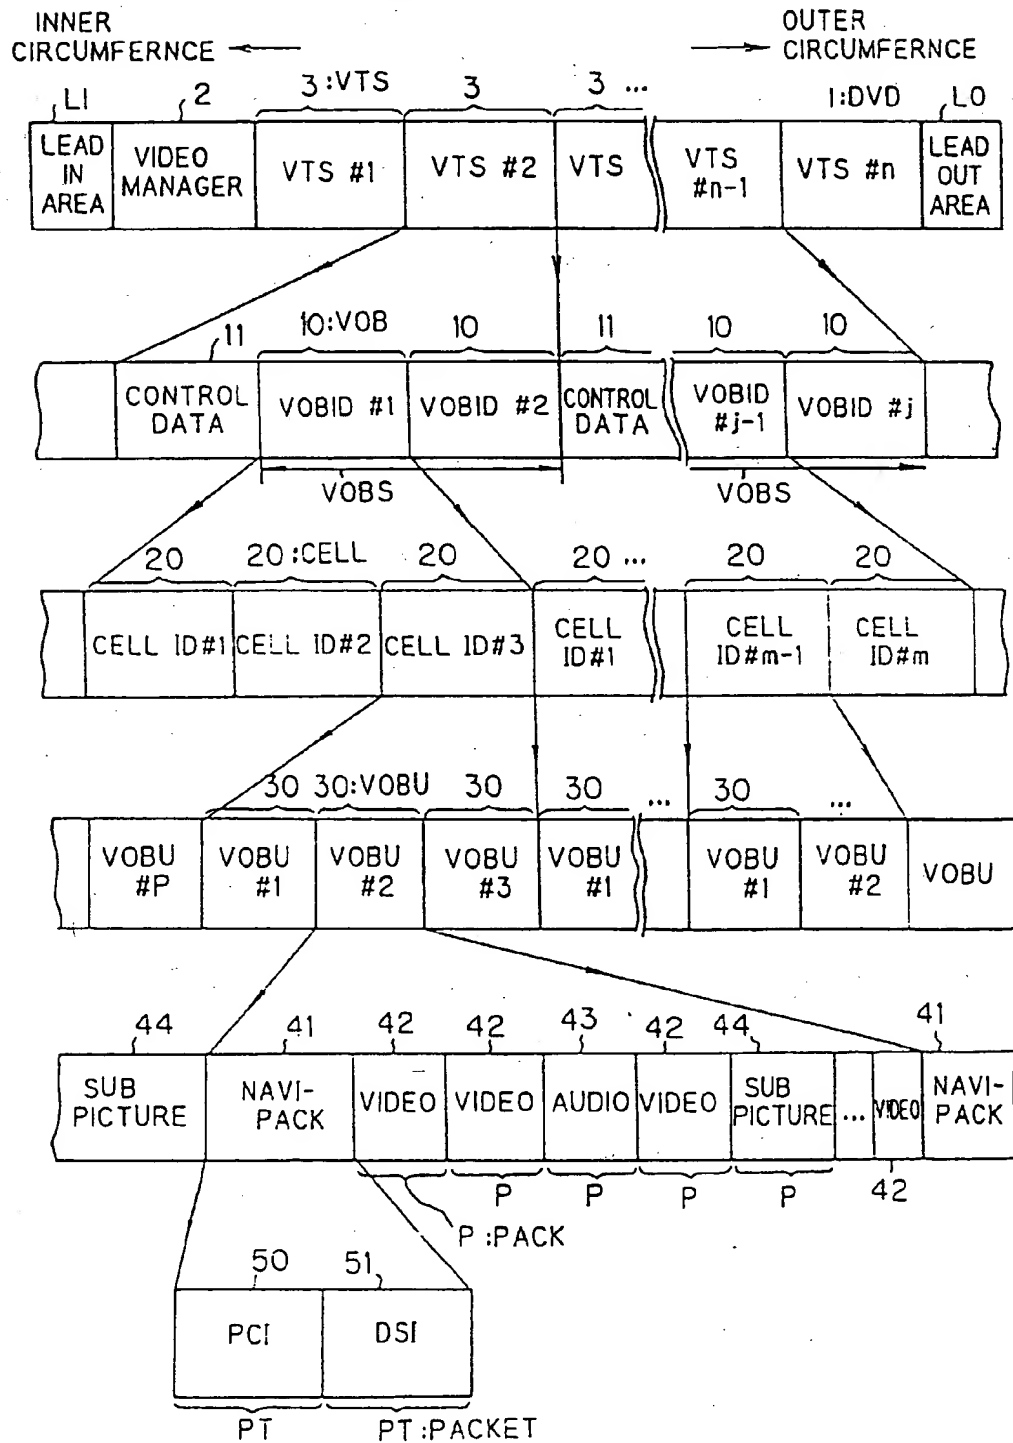 INNER
CIRCUMFERNCE
OUTER
CIRCUMFERNCE
L1 2 3:VTS 3 3 ... 1:DVD LO
LEAD
IN
AREA
VIDEO
MANAGER
VTS #1
VTS #2
VTS
VTS
#n-1
VTS #n
LEAD
OUT
AREA
11 10:VOB 10 11 10 10
CONTROL
DATA
VOBID #1
VOBID #2
CONTROL
DATA
VOBID
#j-1
VOBID #j
VOBS
VOBS
20 20:CELL 20 20 ... 20 20
CELL ID#1
CELL ID#2
CELL ID#3
CELL
ID#1
CELL
ID#m-1
CELL
ID#m
30 30:VOBU 30 30 ... 30 ...
VOBU
#P
VOBU
#1
VOBU
#2
VOBU
#3
VOBU
#1
VOBU
#1
VOBU
#2
VOBU
44 41 42 42 43 42 44 41
SUB
PICTURE
NAVI-
PACK
VIDEO
VIDEO
AUDIO
VIDEO
SUB
PICTURE
...
VIDEO
NAVI-
PACK
P P P P 42
P:PACK
50 51
PCI
DSI
PT PT:PACKET